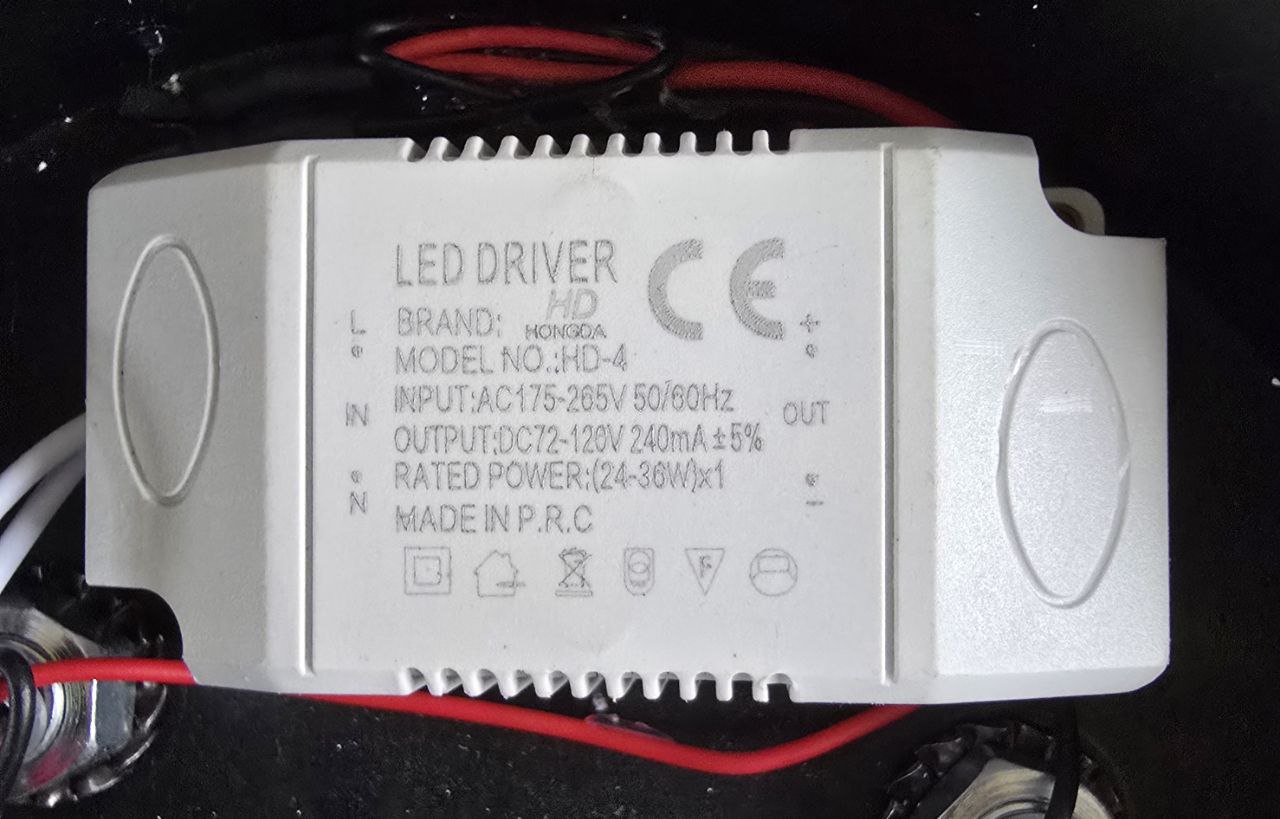 LED DRIVER
CE
HD
BRAND: HONGDA
MODEL NO.:HD-4
INPUT:AC175-265V 50/60Hz
OUTPUT:DC72-126V 240mA ±5%
RATED POWER:(24-36W)x1
MADE IN P.R.C
L
IN
N
+
OUT
-
F